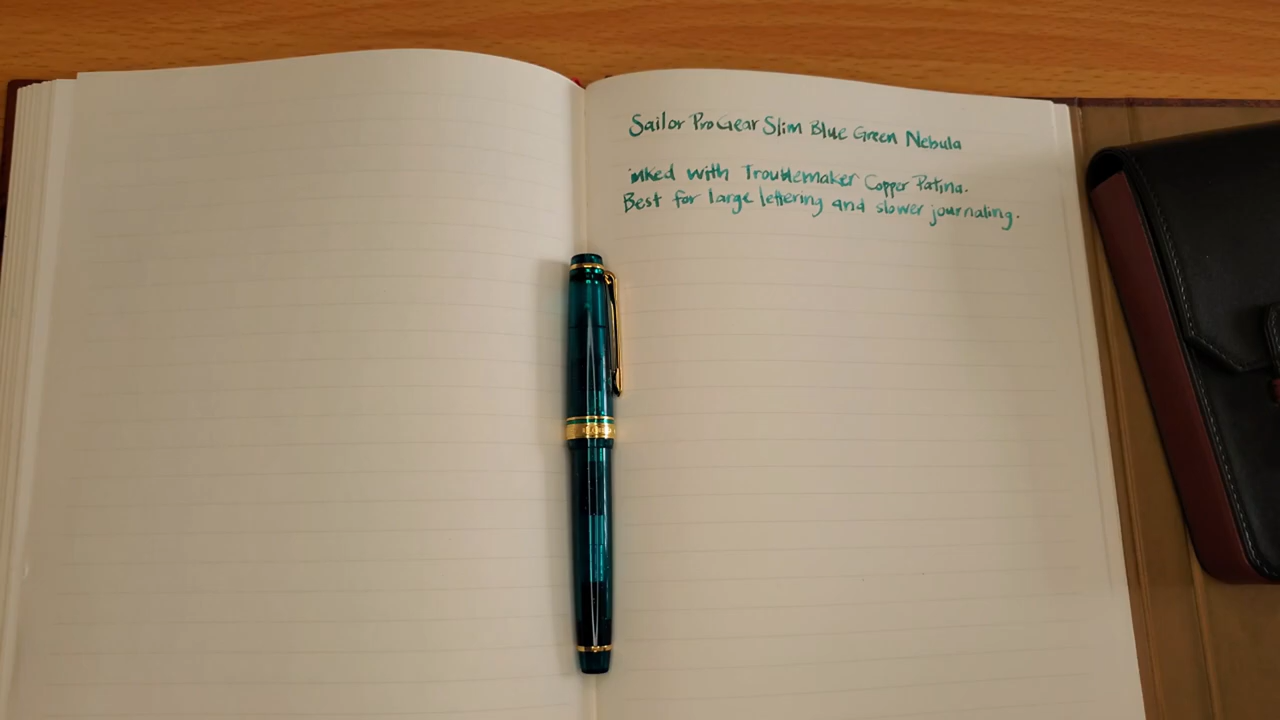 Sailor ProGear Slim Blue Green Nebula
inked with Troublemaker Copper Patina.
Best for large lettering and slower journaling.